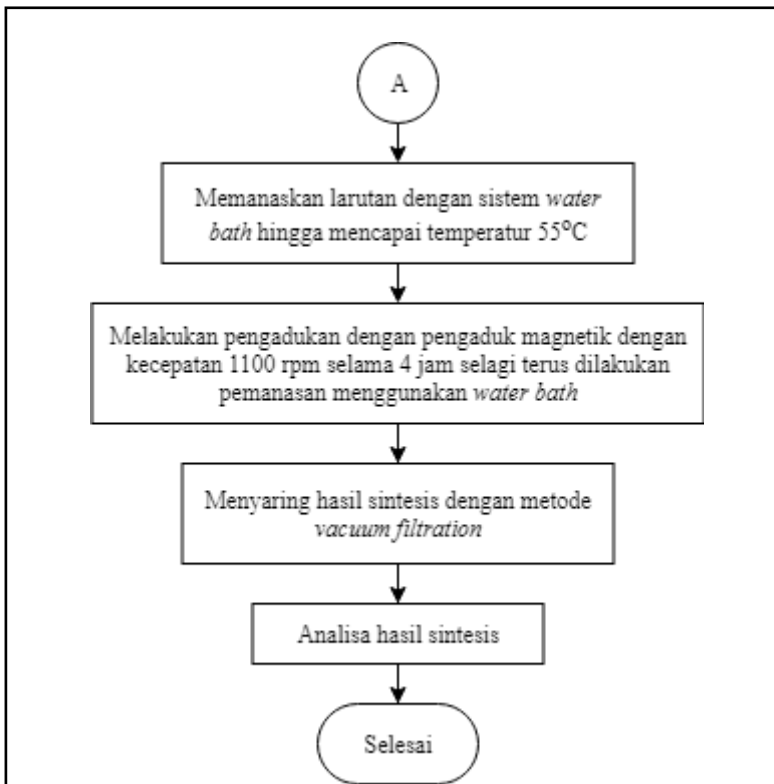 A
Memanaskan larutan dengan sistem water
bath hingga mencapai temperatur 55°C
Melakukan pengadukan dengan pengaduk magnetik dengan
kecepatan 1100 rpm selama 4 jam selagi terus dilakukan
pemanasan menggunakan water bath
Menyaring hasil sintesis dengan metode
vacuum filtration
Analisa hasil sintesis
Selesai